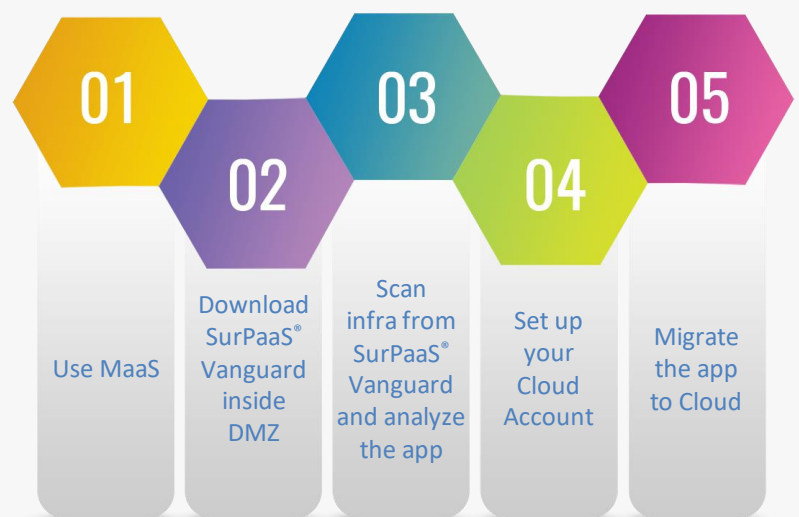 01
Use MaaS
02
Download
SurPaaS®
Vanguard
inside
DMZ
03
Scan
infra from
SurPaaS®
Vanguard
and analyze
the app
04
Set up
your
Cloud
Account
05
Migrate
the app
to Cloud